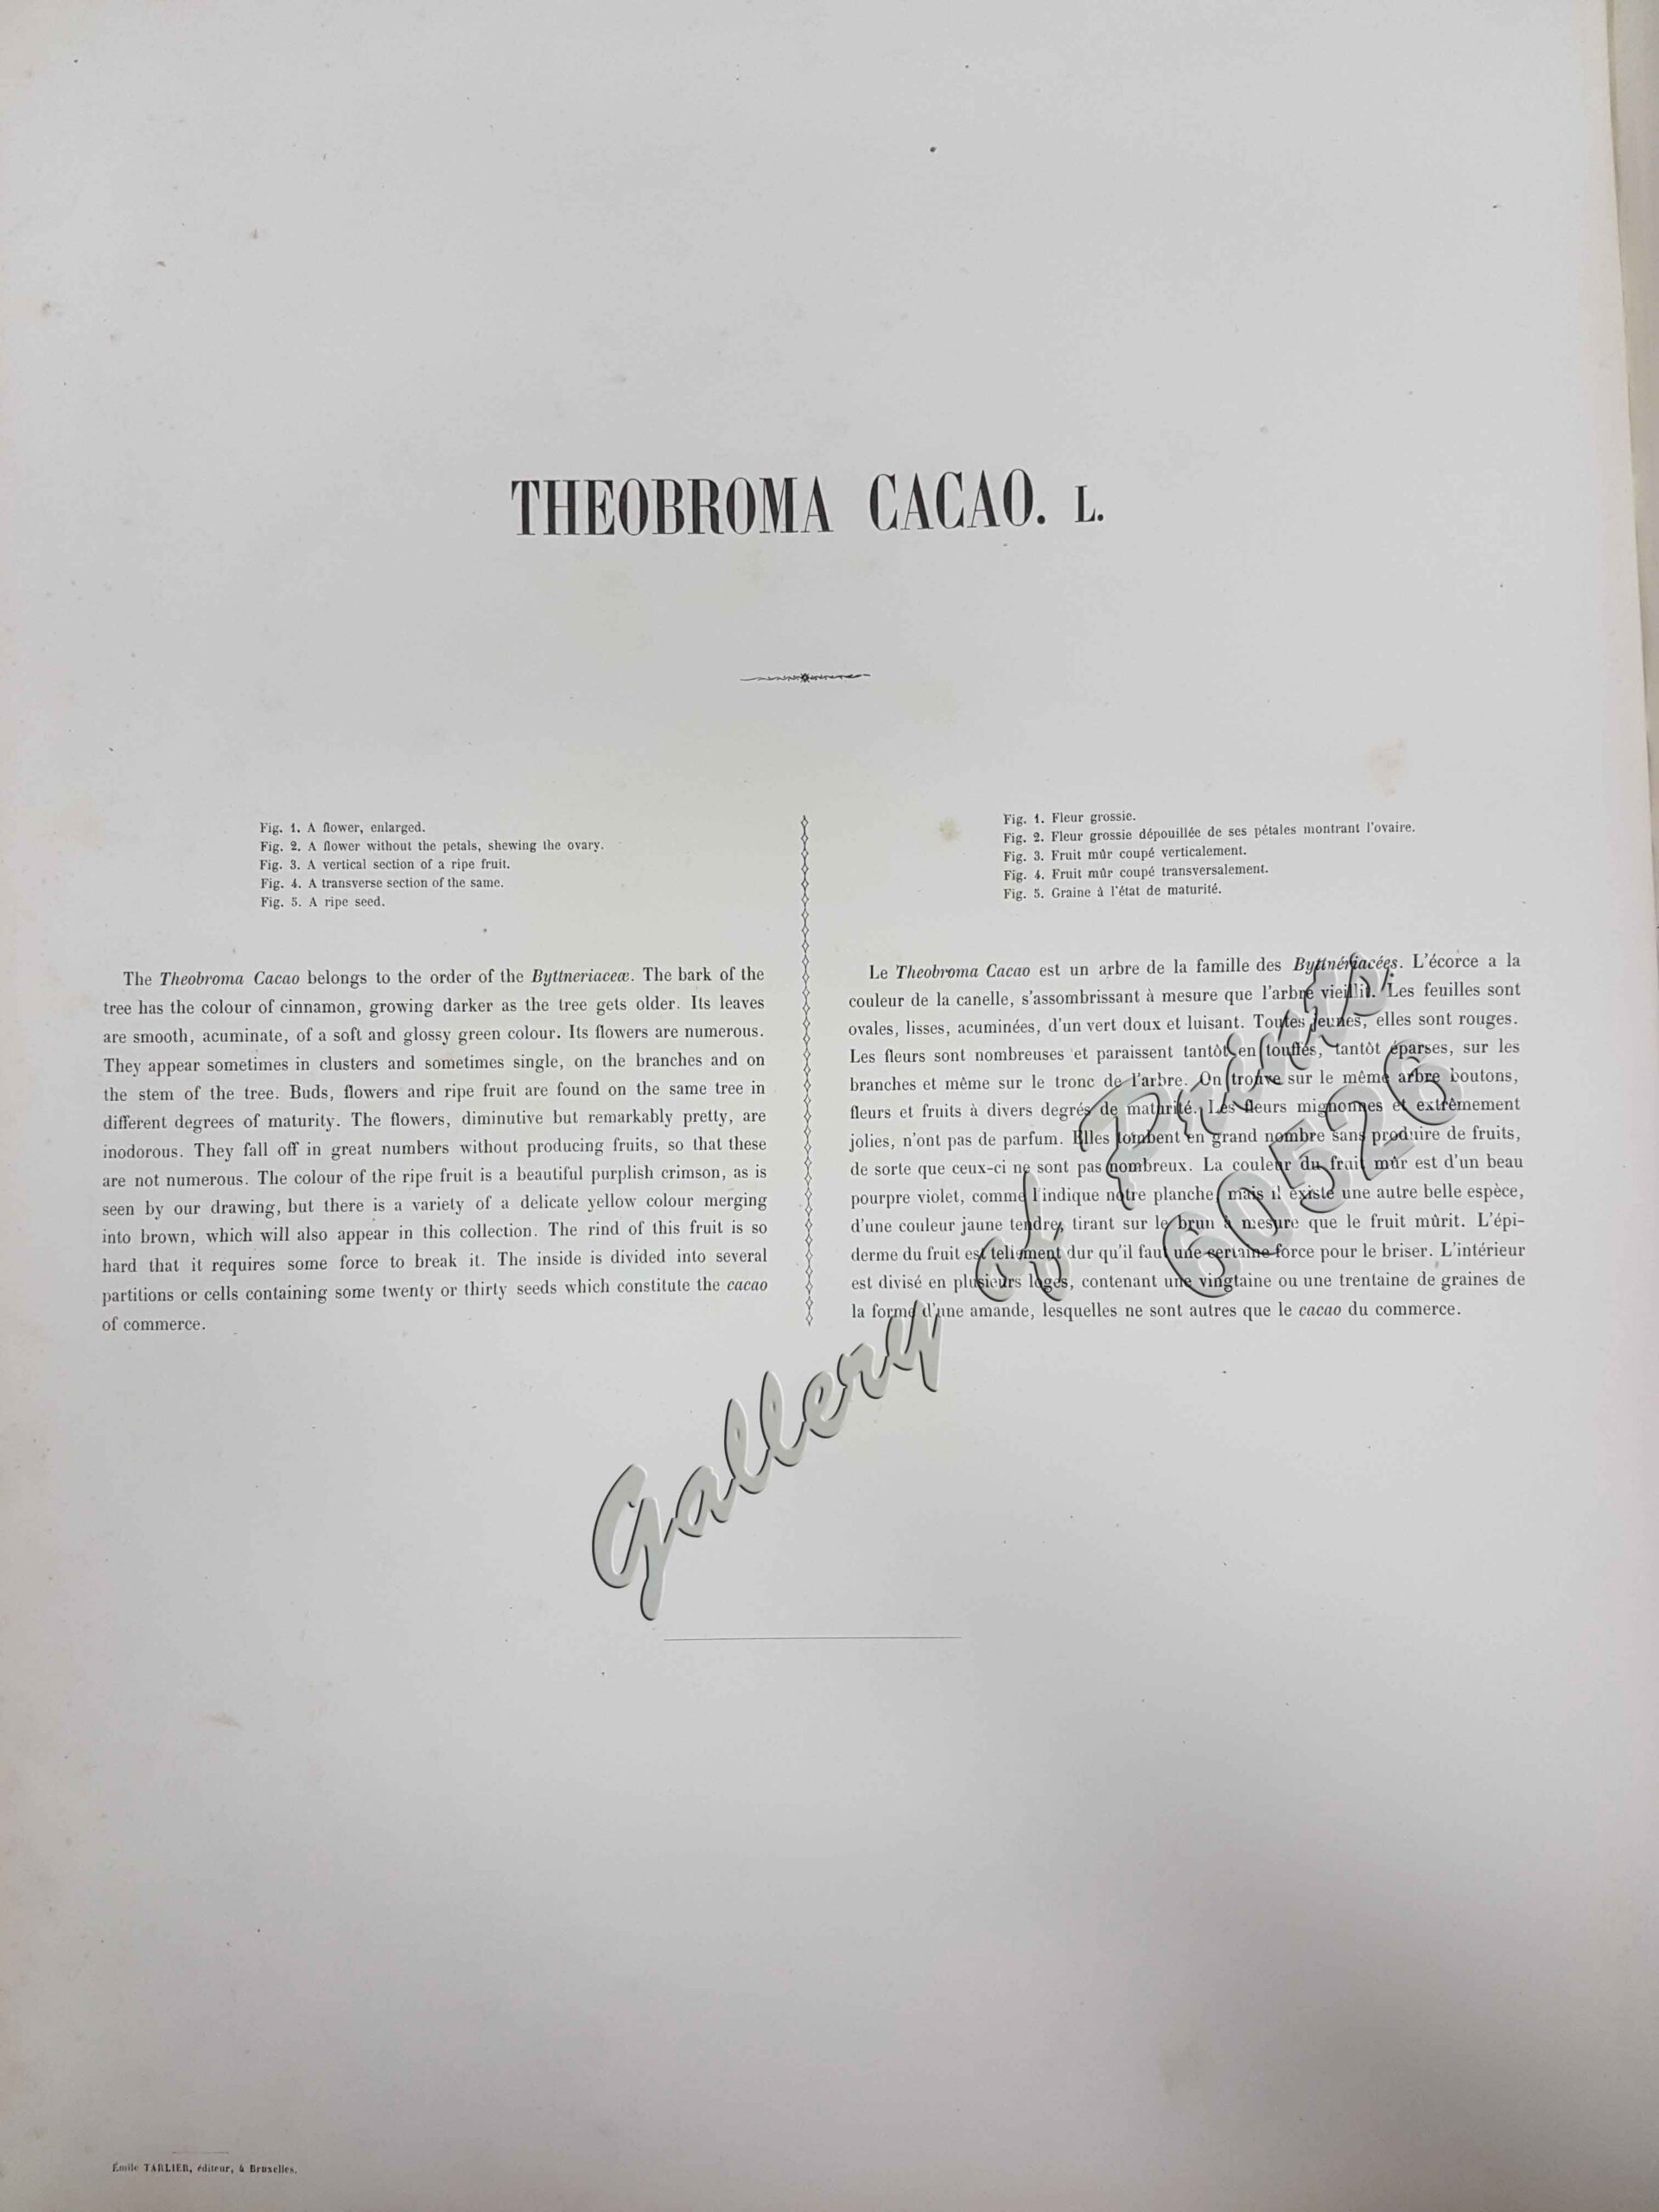 THEOBROMA CACAO. L.
Fig. 1. A flower, enlarged.
Fig. 2. A flower without the petals, shewing the ovary.
Fig. 3. A vertical section of a ripe fruit.
Fig. 4. A transverse section of the same.
Fig. 5. A ripe seed.
The Theobroma Cacao belongs to the order of the Byttneriaceæ. The bark of the
tree has the colour of cinnamon, growing darker as the tree gets older. Its leaves
are smooth, acuminate, of a soft and glossy green colour. Its flowers are numerous.
They appear sometimes in clusters and sometimes single, on the branches and on
the stem of the tree. Buds, flowers and ripe fruit are found on the same tree in
different degrees of maturity. The flowers, diminutive but remarkably pretty, are
inodorous. They fall off in great numbers without producing fruits, so that these
are not numerous. The colour of the ripe fruit is a beautiful purplish crimson, as is
seen by our drawing, but there is a variety of a delicate yellow colour merging
into brown, which will also appear in this collection. The rind of this fruit is so
hard that it requires some force to break it. The inside is divided into several
partitions or cells containing some twenty or thirty seeds which constitute the cacao
of commerce.
Fig. 1. Fleur grossie.
Fig. 2. Fleur grossie dépouillée de ses pétales montrant l'ovaire.
Fig. 3. Fruit mûr coupé verticalement.
Fig. 4. Fruit mûr coupé transversalement.
Fig. 5. Graine à l'état de maturité.
Le Theobroma Cacao est un arbre de la famille des Byttnériacées. L'écorce a la
couleur de la canelle, s'assombrissant à mesure que l'arbre vieillit. Les feuilles sont
ovales, lisses, acuminées, d'un vert doux et luisant. Toutes jeunes, elles sont rouges.
Les fleurs sont nombreuses et paraissent tantôt en touffes, tantôt éparses, sur les
branches et même sur le tronc de l'arbre. On trouve sur le même arbre boutons,
fleurs et fruits à divers degrés de maturité. Les fleurs mignonnes et extrêmement
jolies, n'ont pas de parfum. Elles tombent en grand nombre sans produire de fruits,
de sorte que ceux-ci ne sont pas nombreux. La couleur du fruit mûr est d'un beau
pourpre violet, comme l'indique notre planche, mais il existe une autre belle espèce,
d'une couleur jaune tendre, tirant sur le brun à mesure que le fruit mûrit. L'épi-
derme du fruit est tellement dur qu'il faut une certaine force pour le briser. L'intérieur
est divisé en plusieurs loges, contenant une vingtaine ou une trentaine de graines de
la forme d'une amande, lesquelles ne sont autres que le cacao du commerce.
Gallery of Prints
60526
Émile TARLIER, éditeur, à Bruxelles.